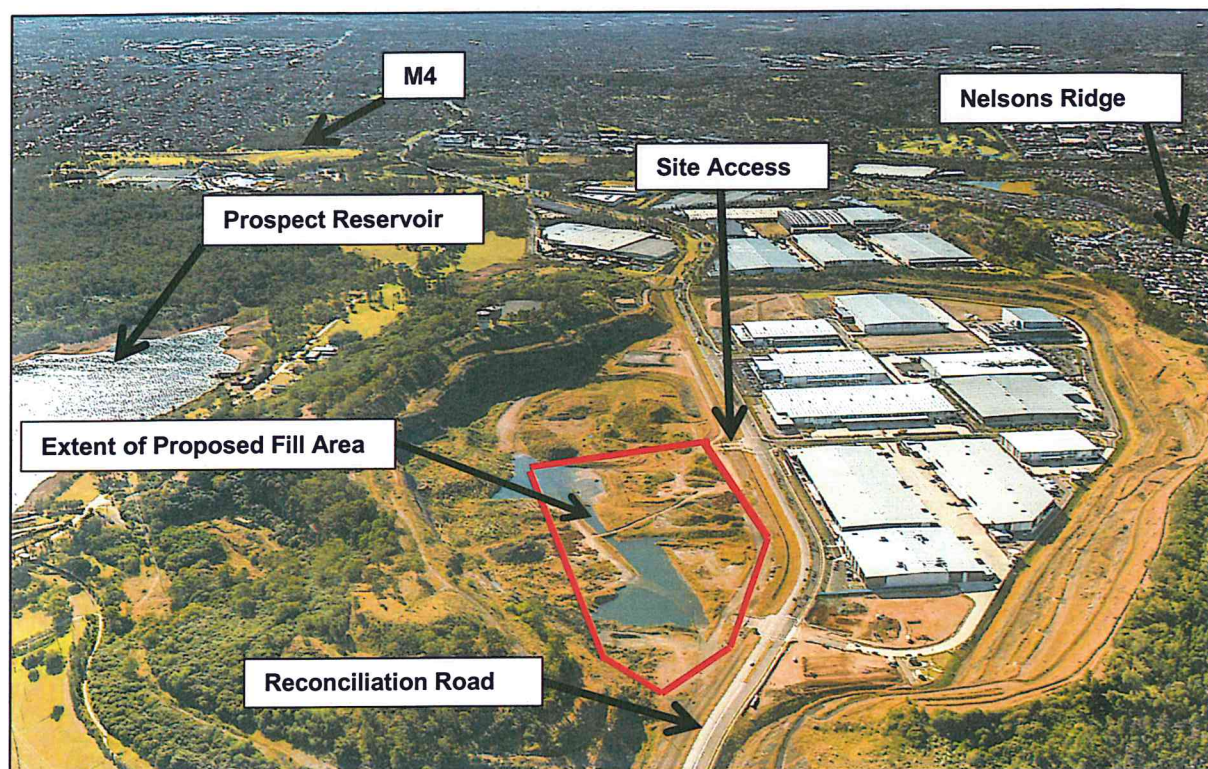 M4
Nelsons Ridge
Site Access
Prospect Reservoir
Extent of Proposed Fill Area
Reconciliation Road